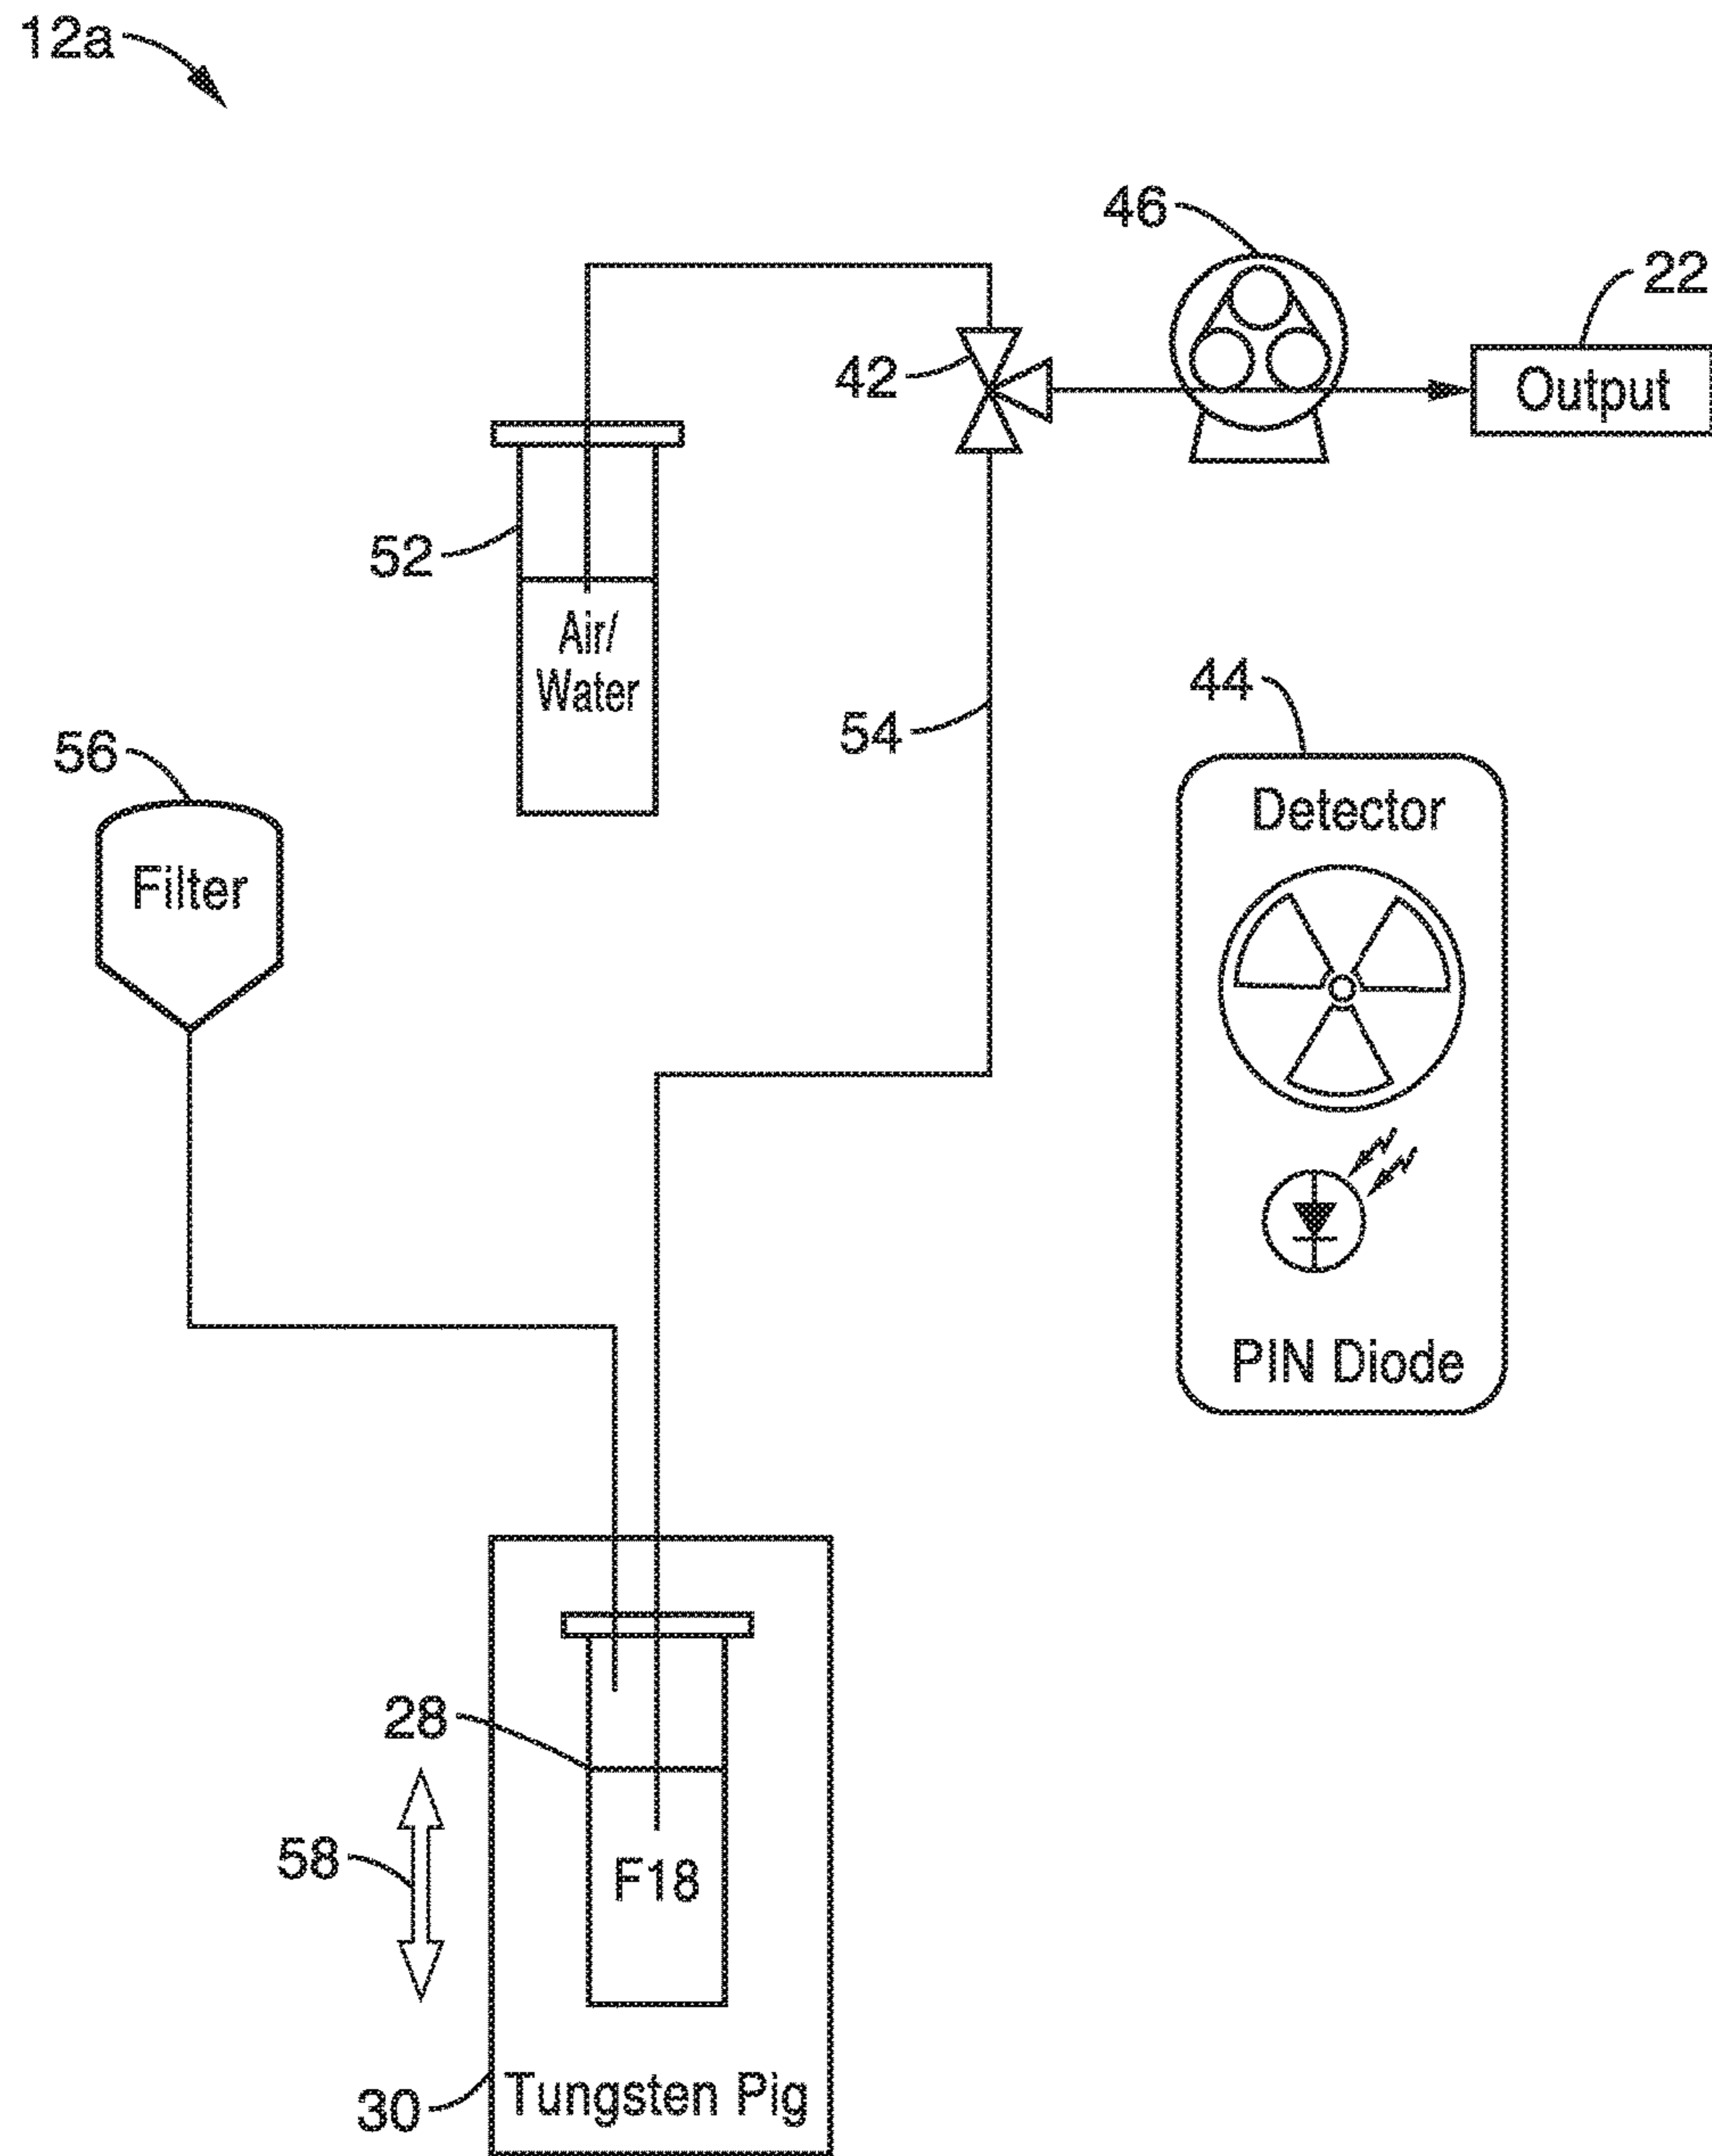 12a
46
22
42
Output
52
Air/
Water
44
54
56
Detector
Filter
PIN Diode
28
58
F18
30
Tungsten Pig